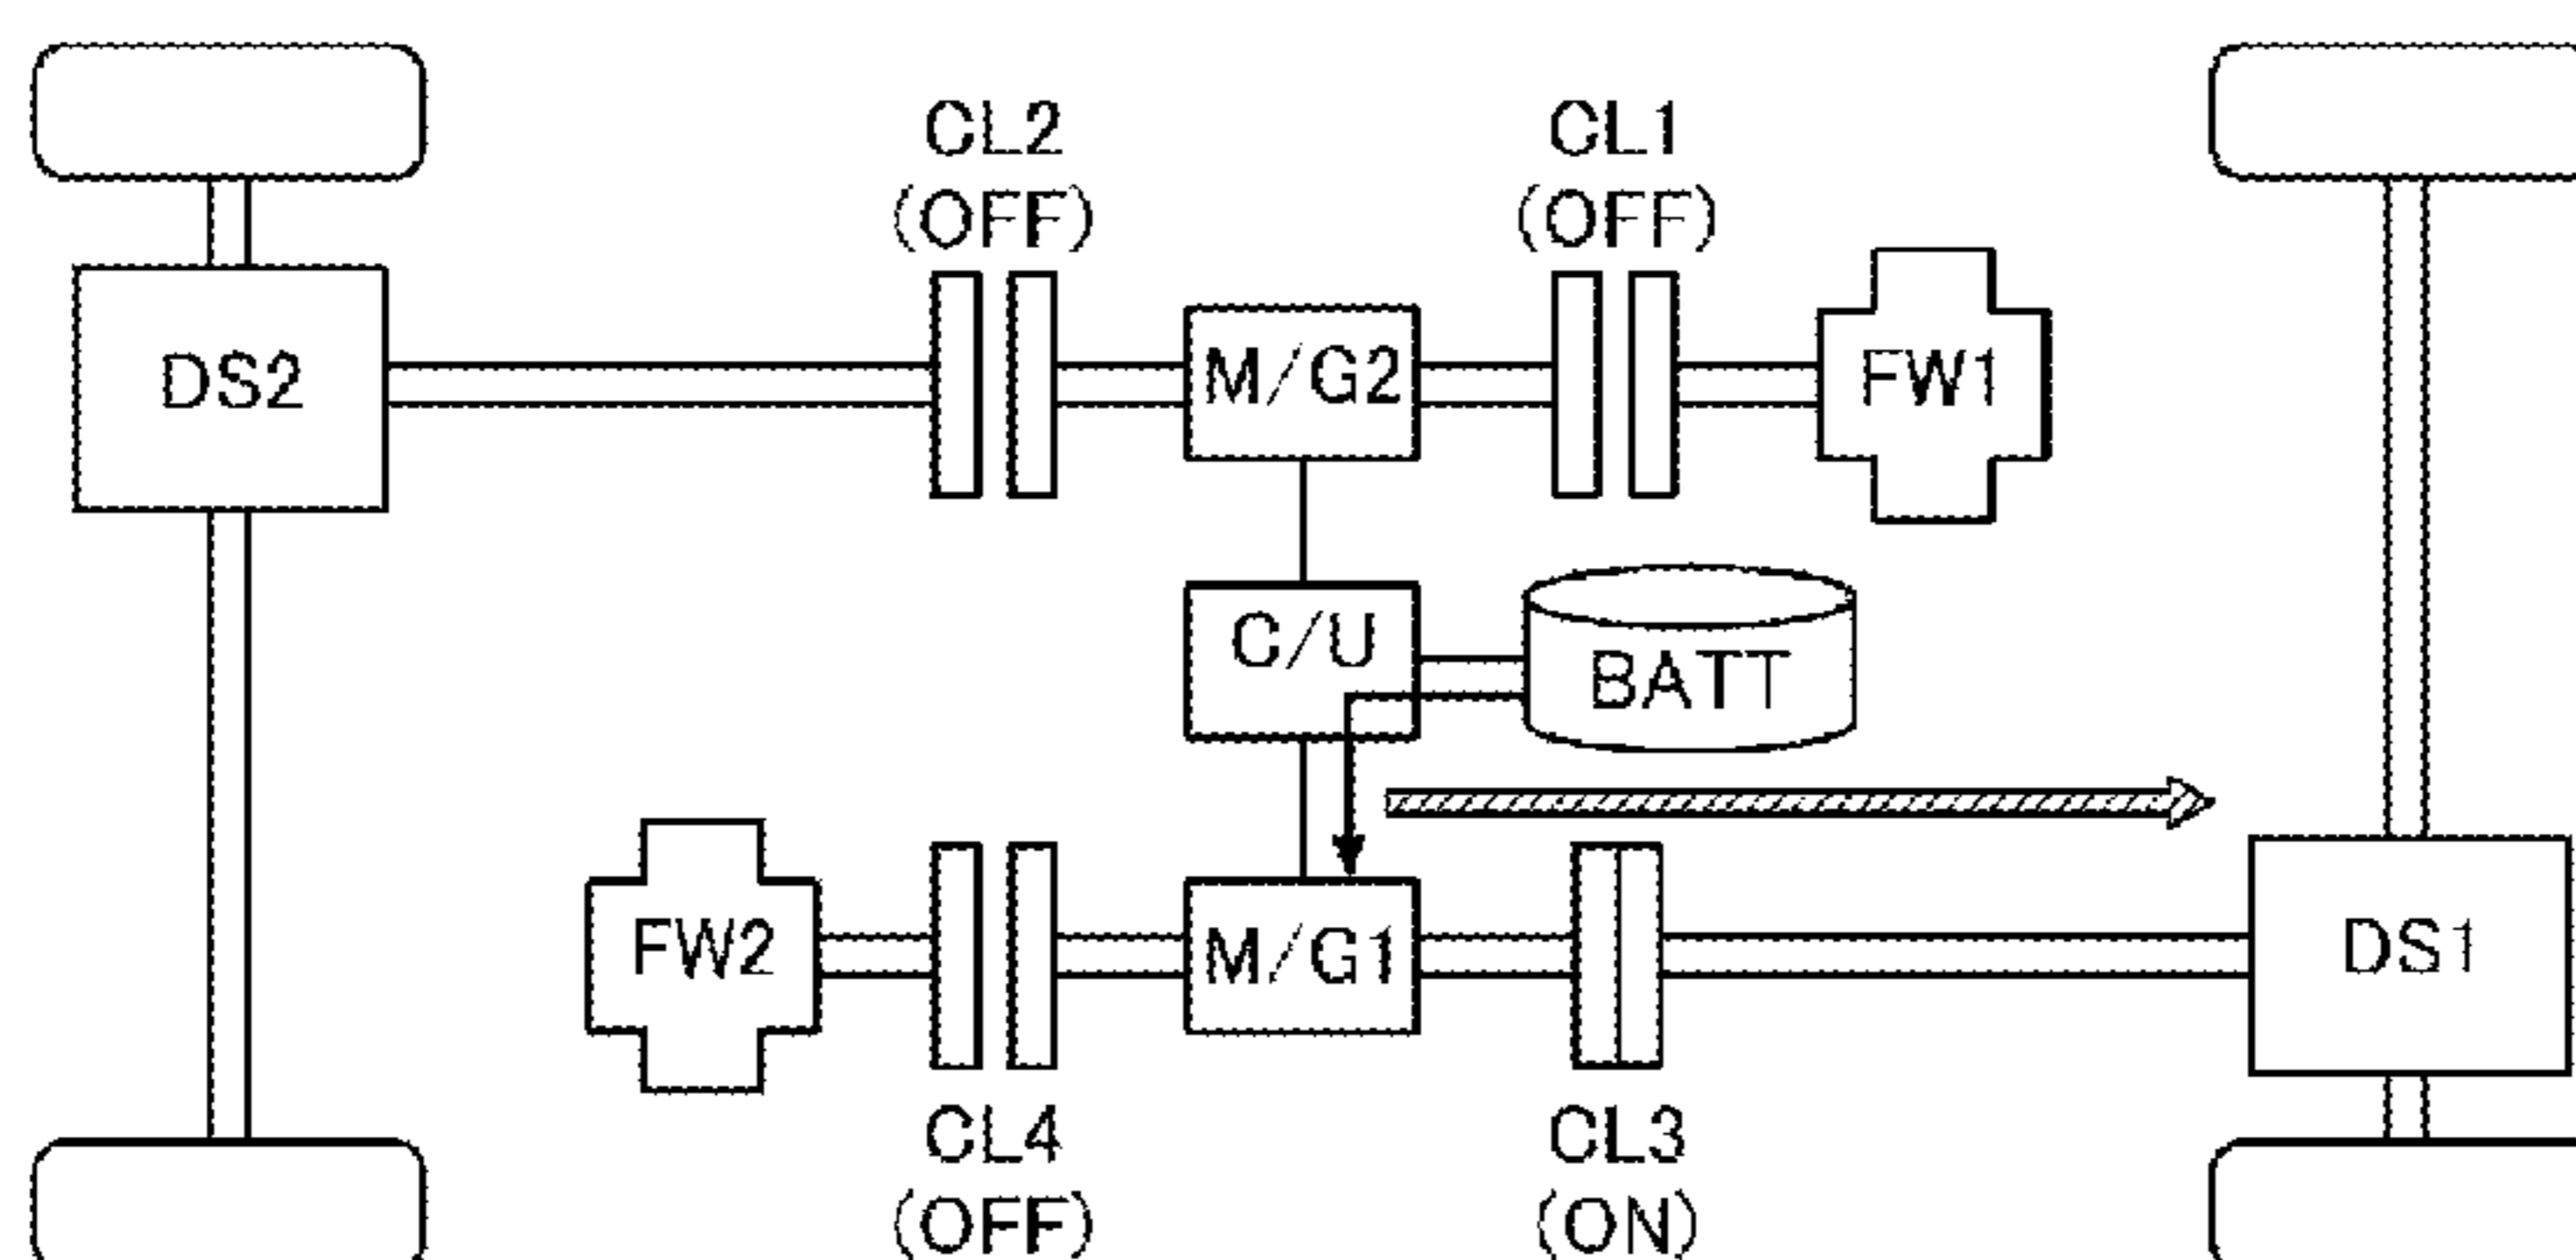 CL2
(OFF)
CL1
(OFF)
DS2
M/G2
FW1
C/U
BATT
FW2
M/G1
DS1
CL4
(OFF)
CL3
(ON)